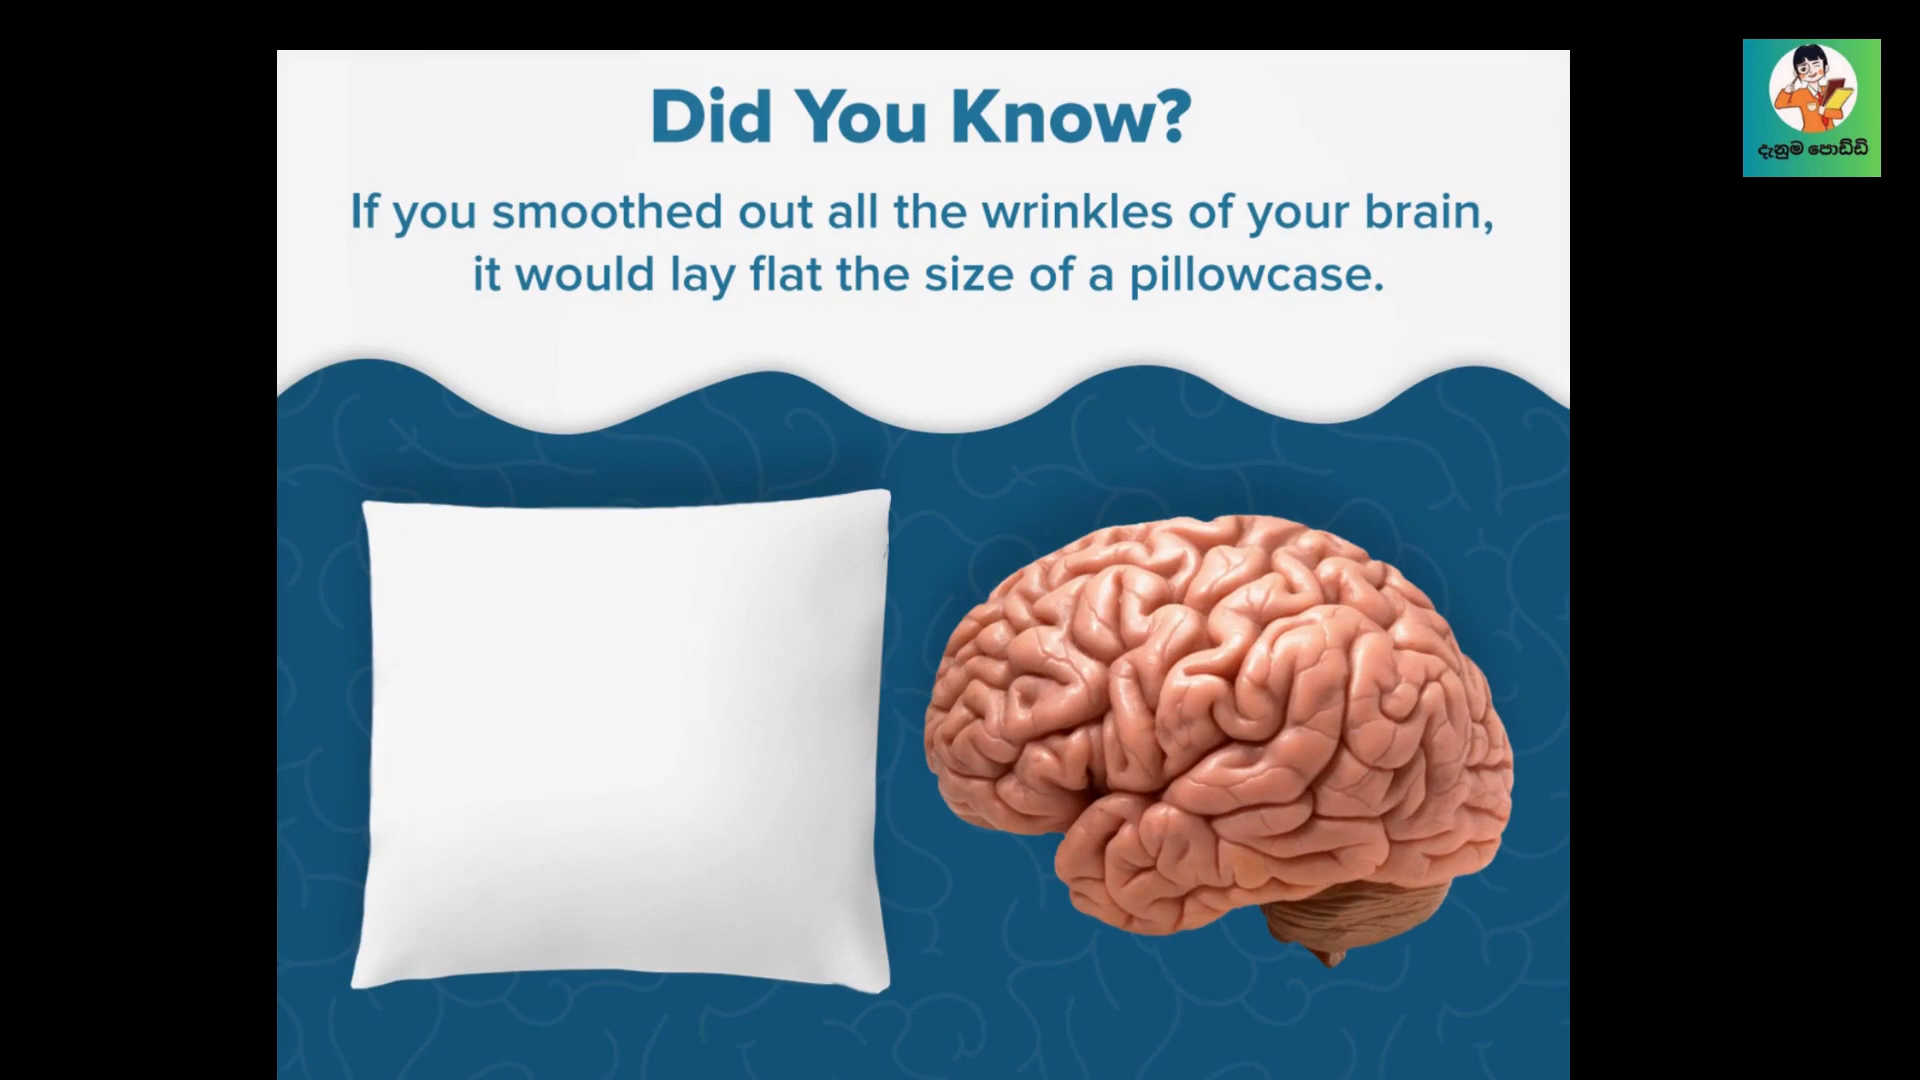 Did You Know?
If you smoothed out all the wrinkles of your brain,
it would lay flat the size of a pillowcase.
දැනුම පොඩ්ඩි